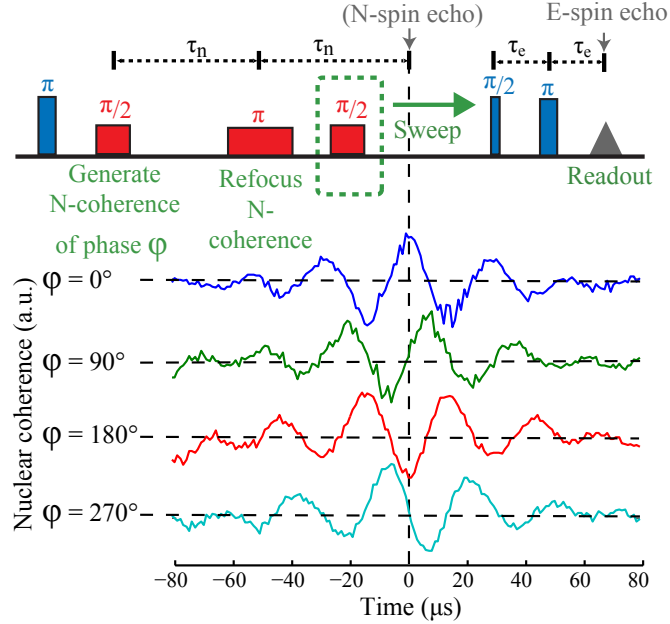 (N-spin echo)
E-spin echo
τn
τn
τe
τe
π
π/2
π
π/2
π/2
π
Sweep
Generate
N-coherence
of phase φ
Refocus
N-
coherence
Readout
φ = 0°
φ = 90°
φ = 180°
φ = 270°
Nuclear coherence (a.u.)
−80 −60 −40 −20 0 20 40 60 80
Time (μs)